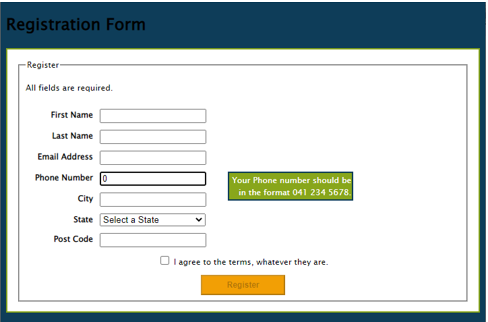 Registration Form
Register
All fields are required.
First Name
Last Name
Email Address
Phone Number 0
Your Phone number should be
in the format 041 234 5678.
City
State Select a State
Post Code
I agree to the terms, whatever they are.
Register